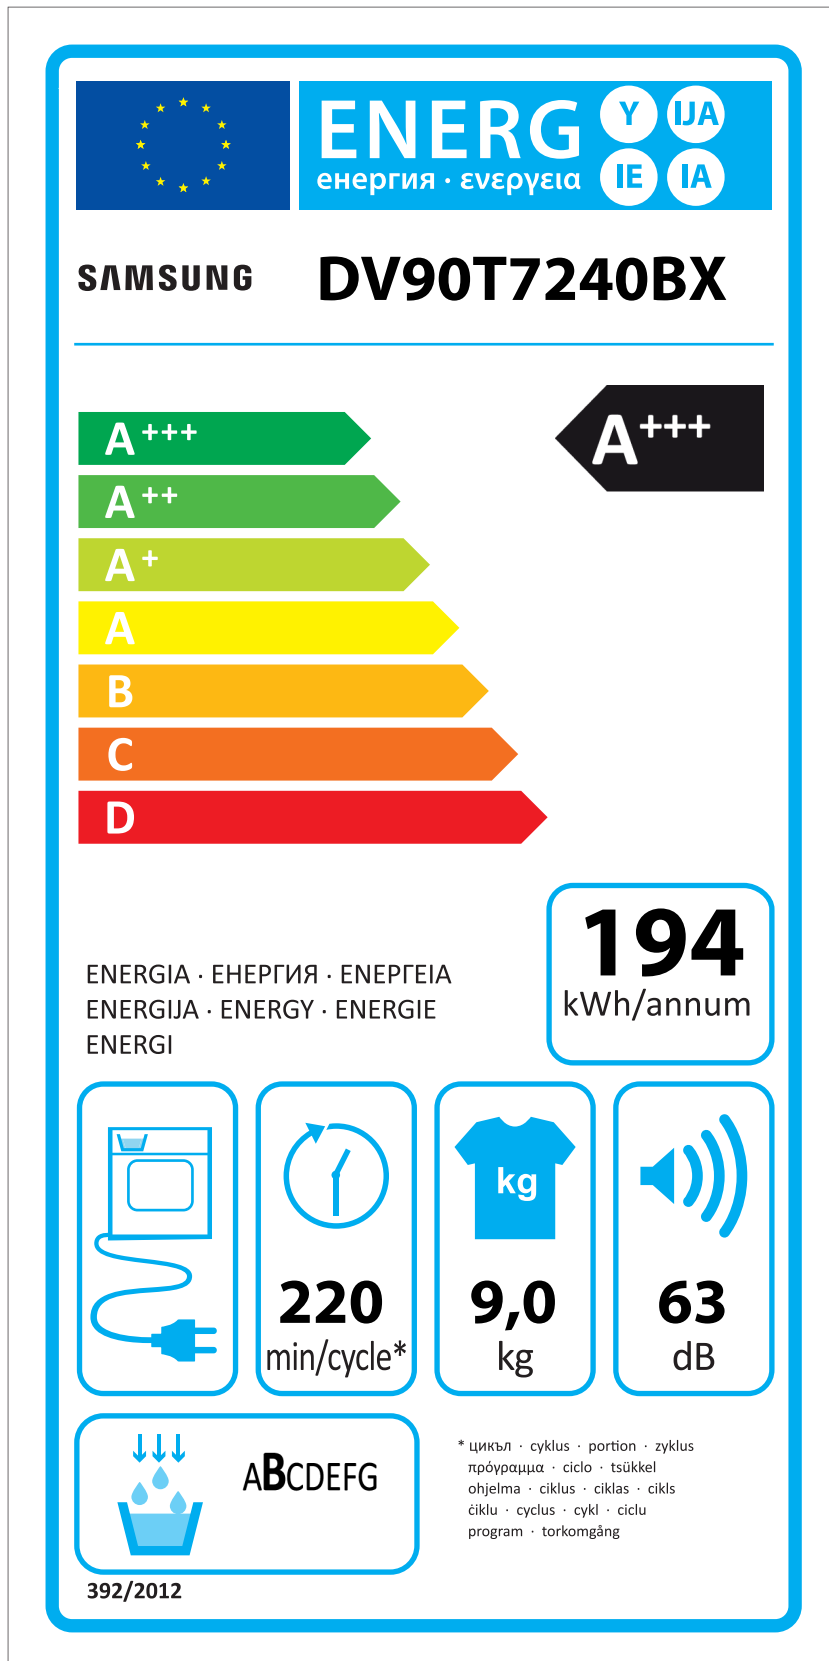 ENERG Y IJA
енергия · ενεργεια IE IA
SAMSUNG DV90T7240BX
A+++ A+++
A++
A+
A
B
C
D
194
kWh/annum
ENERGIA · ЕНЕРГИЯ · ΕΝΕΡΓΕΙΑ
ENERGIJA · ENERGY · ENERGIE
ENERGI
kg
220 9,0 63
min/cycle* kg dB
ABCDEFG
* цикъл · cyklus · portion · zyklus
πρόγραμμα · ciclo · tsükkel
ohjelma · ciklus · ciklas · cikls
ċiklu · cyclus · cykl · ciclu
program · torkomgång
392/2012